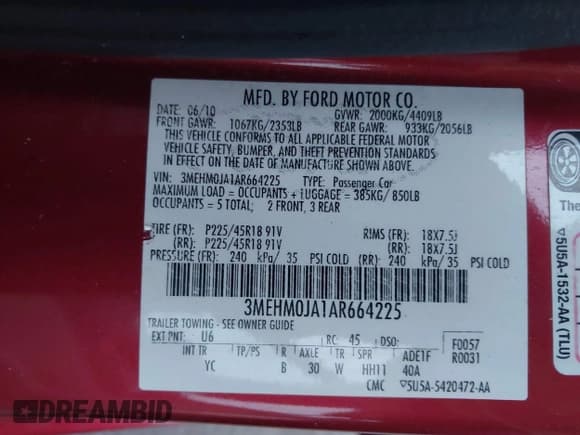 MFD. BY FORD MOTOR CO.
DATE: 06/10 GVWR: 2000KG/4409LB
FRONT GAWR: 1067KG/2353LB REAR GAWR: 933KG/2056LB
THIS VEHICLE CONFORMS TO ALL APPLICABLE FEDERAL MOTOR
VEHICLE SAFETY, BUMPER, AND THEFT PREVENTION STANDARDS
IN EFFECT ON THE DATE OF MANUFACTURE SHOWN ABOVE.
VIN: 3MEHM0JA1AR664225 TYPE: Passenger Car
MAXIMUM LOAD = OCCUPANTS + LUGGAGE = 385KG/ 850LB
OCCUPANTS = 5 TOTAL; 2 FRONT, 3 REAR
TIRE (FR): P225/45R18 91V RIMS (FR): 18X7.5J
(RR): P225/45R18 91V (RR): 18X7.5J
PRESSURE (FR): 240 kPa/ 35 PSI COLD (RR): 240 kPa/ 35 PSI COLD
3MEHM0JA1AR664225
TRAILER TOWING - SEE OWNER GUIDE
EXT PNT: U6 RC: 45 DSO: F0057
INT TR TP/PS R AXLE TR SPR ADE1F R0031
YC B 30 W HH11 40A
CMC ▽5U5A-5420472-AA
The
▽5U5A-1532-AA (TLU)
DREAMBID